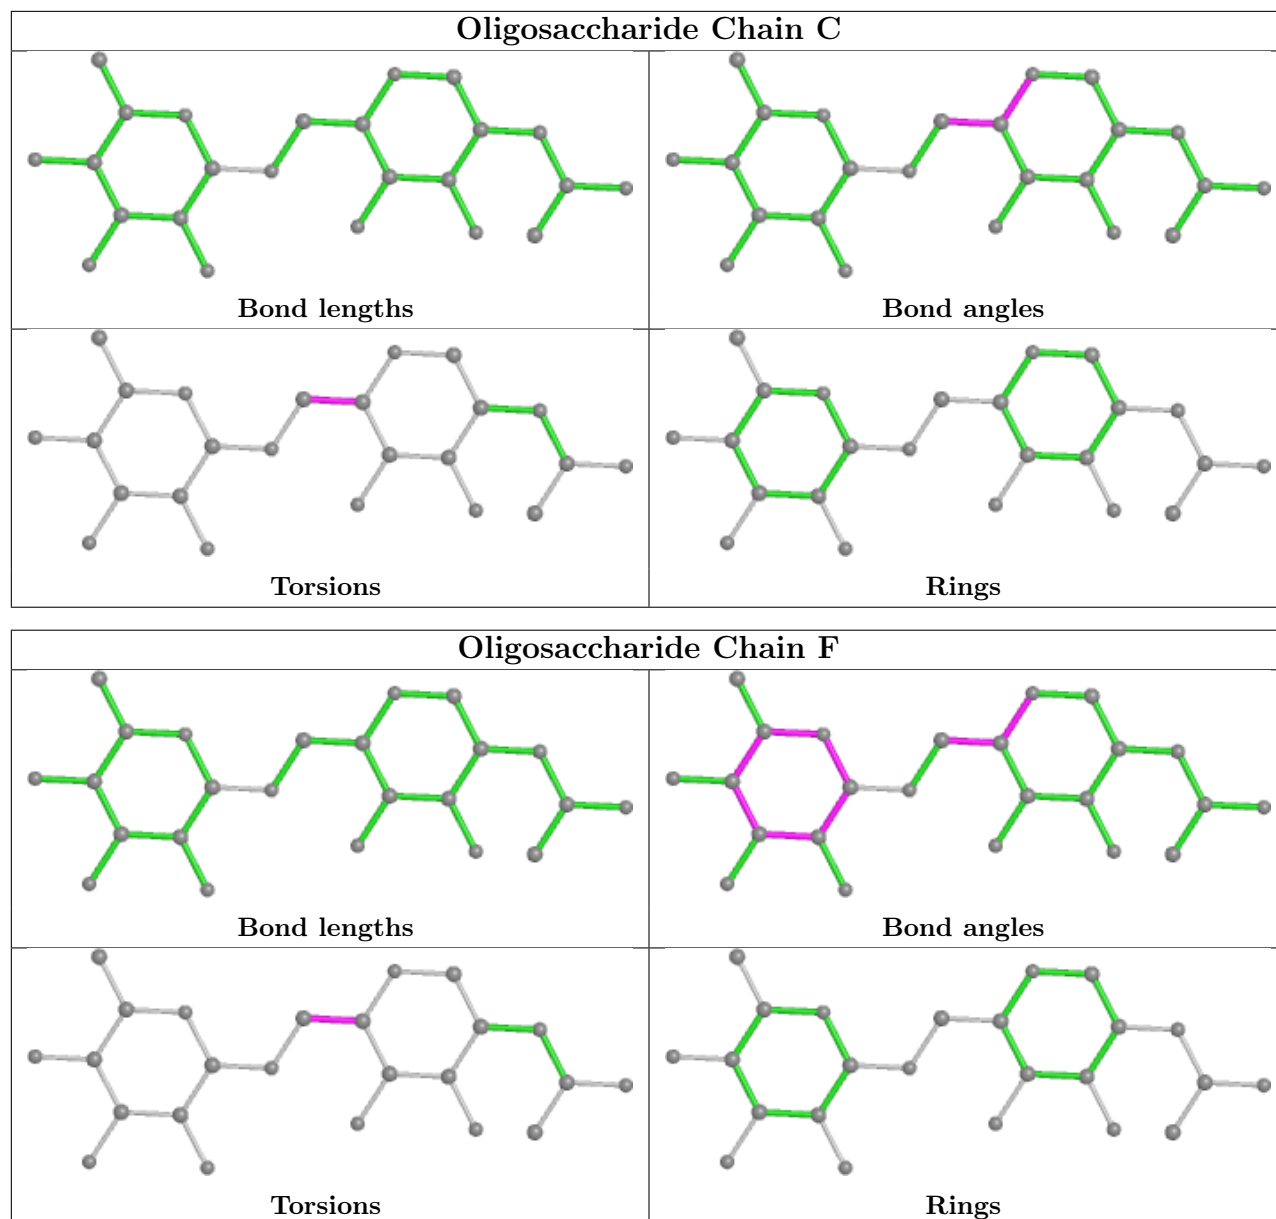 Oligosaccharide Chain C
Bond lengths
Bond angles
Torsions
Rings
Oligosaccharide Chain F
Bond lengths
Bond angles
Torsions
Rings